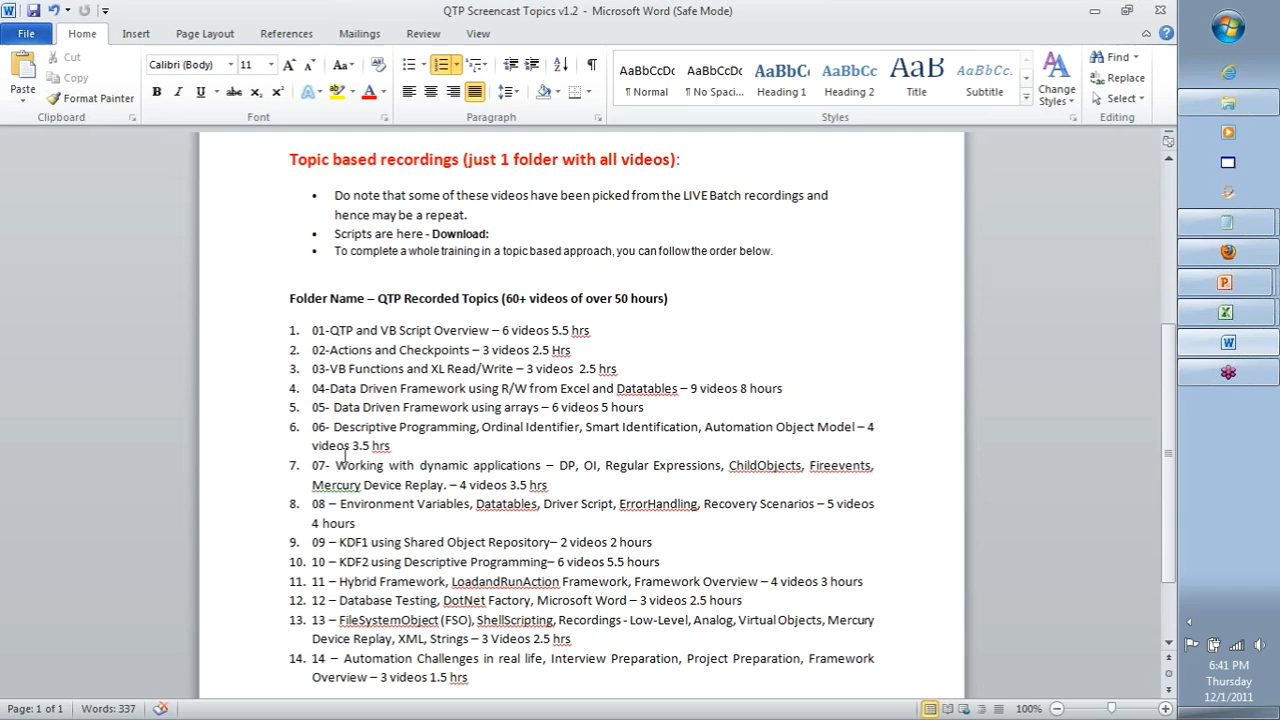 QTP Screencast Topics v1.2 - Microsoft Word (Safe Mode)
File Home Insert Page Layout References Mailings Review View
Paste
Cut
Copy
Format Painter
Clipboard
Calibri (Body) 11
Font
Paragraph
AaBbCcDc AaBbCcDc AaBbC AaBbCc AaB AaBbCcDc
¶ Normal ¶ No Spaci... Heading 1 Heading 2 Title Subtitle
Change Styles
Styles
Find
Replace
Select
Editing
Topic based recordings (just 1 folder with all videos):
• Do note that some of these videos have been picked from the LIVE Batch recordings and
hence may be a repeat.
• Scripts are here - Download:
• To complete a whole training in a topic based approach, you can follow the order below.
Folder Name – QTP Recorded Topics (60+ videos of over 50 hours)
1. 01-QTP and VB Script Overview – 6 videos 5.5 hrs
2. 02-Actions and Checkpoints – 3 videos 2.5 Hrs
3. 03-VB Functions and XL Read/Write – 3 videos 2.5 hrs
4. 04-Data Driven Framework using R/W from Excel and Datatables – 9 videos 8 hours
5. 05- Data Driven Framework using arrays – 6 videos 5 hours
6. 06- Descriptive Programming, Ordinal Identifier, Smart Identification, Automation Object Model – 4
videos 3.5 hrs
7. 07- Working with dynamic applications – DP, OI, Regular Expressions, ChildObjects, Fireevents,
Mercury Device Replay. – 4 videos 3.5 hrs
8. 08 – Environment Variables, Datatables, Driver Script, ErrorHandling, Recovery Scenarios – 5 videos
4 hours
9. 09 – KDF1 using Shared Object Repository– 2 videos 2 hours
10. 10 – KDF2 using Descriptive Programming– 6 videos 5.5 hours
11. 11 – Hybrid Framework, LoadandRunAction Framework, Framework Overview – 4 videos 3 hours
12. 12 – Database Testing, DotNet Factory, Microsoft Word – 3 videos 2.5 hours
13. 13 – FileSystemObject (FSO), ShellScripting, Recordings - Low-Level, Analog, Virtual Objects, Mercury
Device Replay, XML, Strings – 3 Videos 2.5 hrs
14. 14 – Automation Challenges in real life, Interview Preparation, Project Preparation, Framework
Overview – 3 videos 1.5 hrs
Page: 1 of 1 Words: 337 100%
6:41 PM
Thursday
12/1/2011